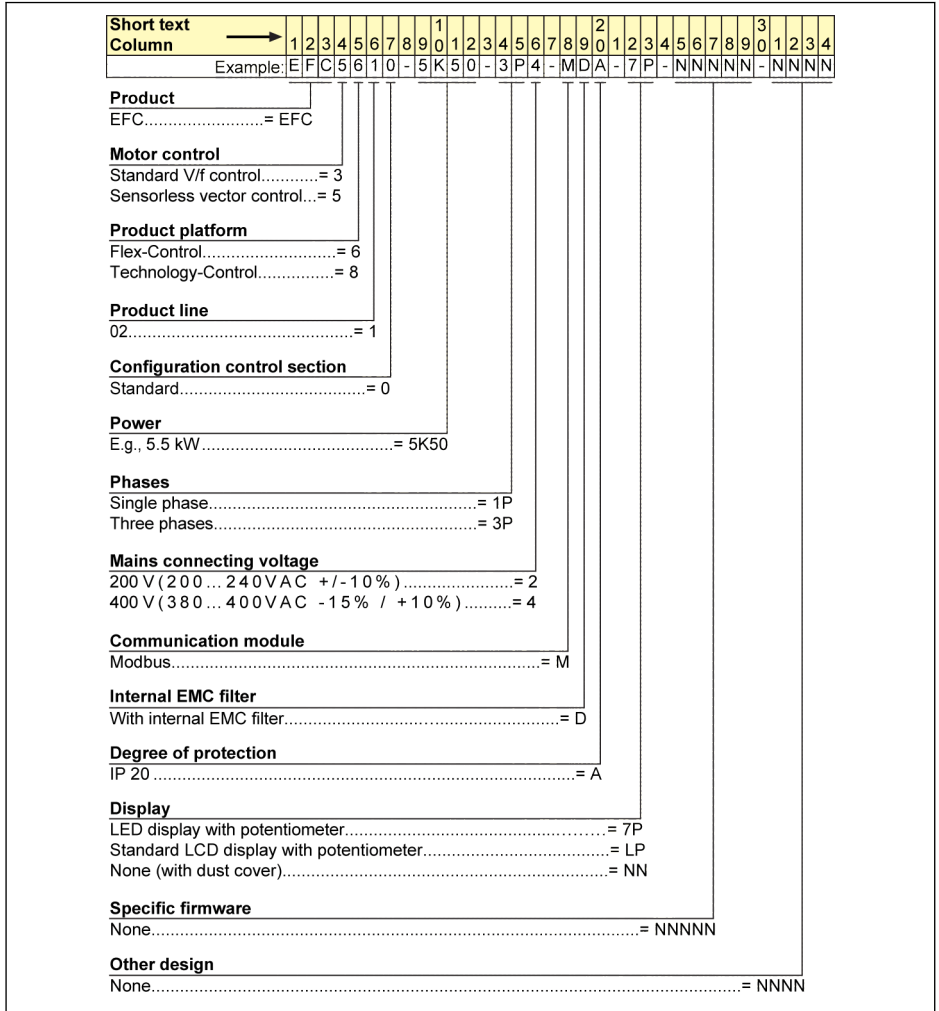 Short text
Column 1 2 3 4 5 6 7 8 9 10 1 2 3 4 5 6 7 8 9 20 1 2 3 4 5 6 7 8 9 30 1 2 3 4
Example: E F C 5 6 1 0 - 5 K 5 0 - 3 P 4 - M D A - 7 P - N N N N N - N N N N
Product
EFC.........................= EFC
Motor control
Standard V/f control............= 3
Sensorless vector control...= 5
Product platform
Flex-Control............................= 6
Technology-Control................= 8
Product line
02...............................................= 1
Configuration control section
Standard.......................................= 0
Power
E.g., 5.5 kW........................................= 5K50
Phases
Single phase........................................................= 1P
Three phases.......................................................= 3P
Mains connecting voltage
200 V (200...240VAC +/-10%).......................= 2
400 V (380...400VAC -15% / +10%)..........= 4
Communication module
Modbus.............................................................................= M
Internal EMC filter
With internal EMC filter.........................................................= D
Degree of protection
IP 20........................................................................................= A
Display
LED display with potentiometer......................................................= 7P
Standard LCD display with potentiometer.......................................= LP
None (with dust cover)....................................................................= NN
Specific firmware
None......................................................................................................= NNNNN
Other design
None...........................................................................................................................= NNNN